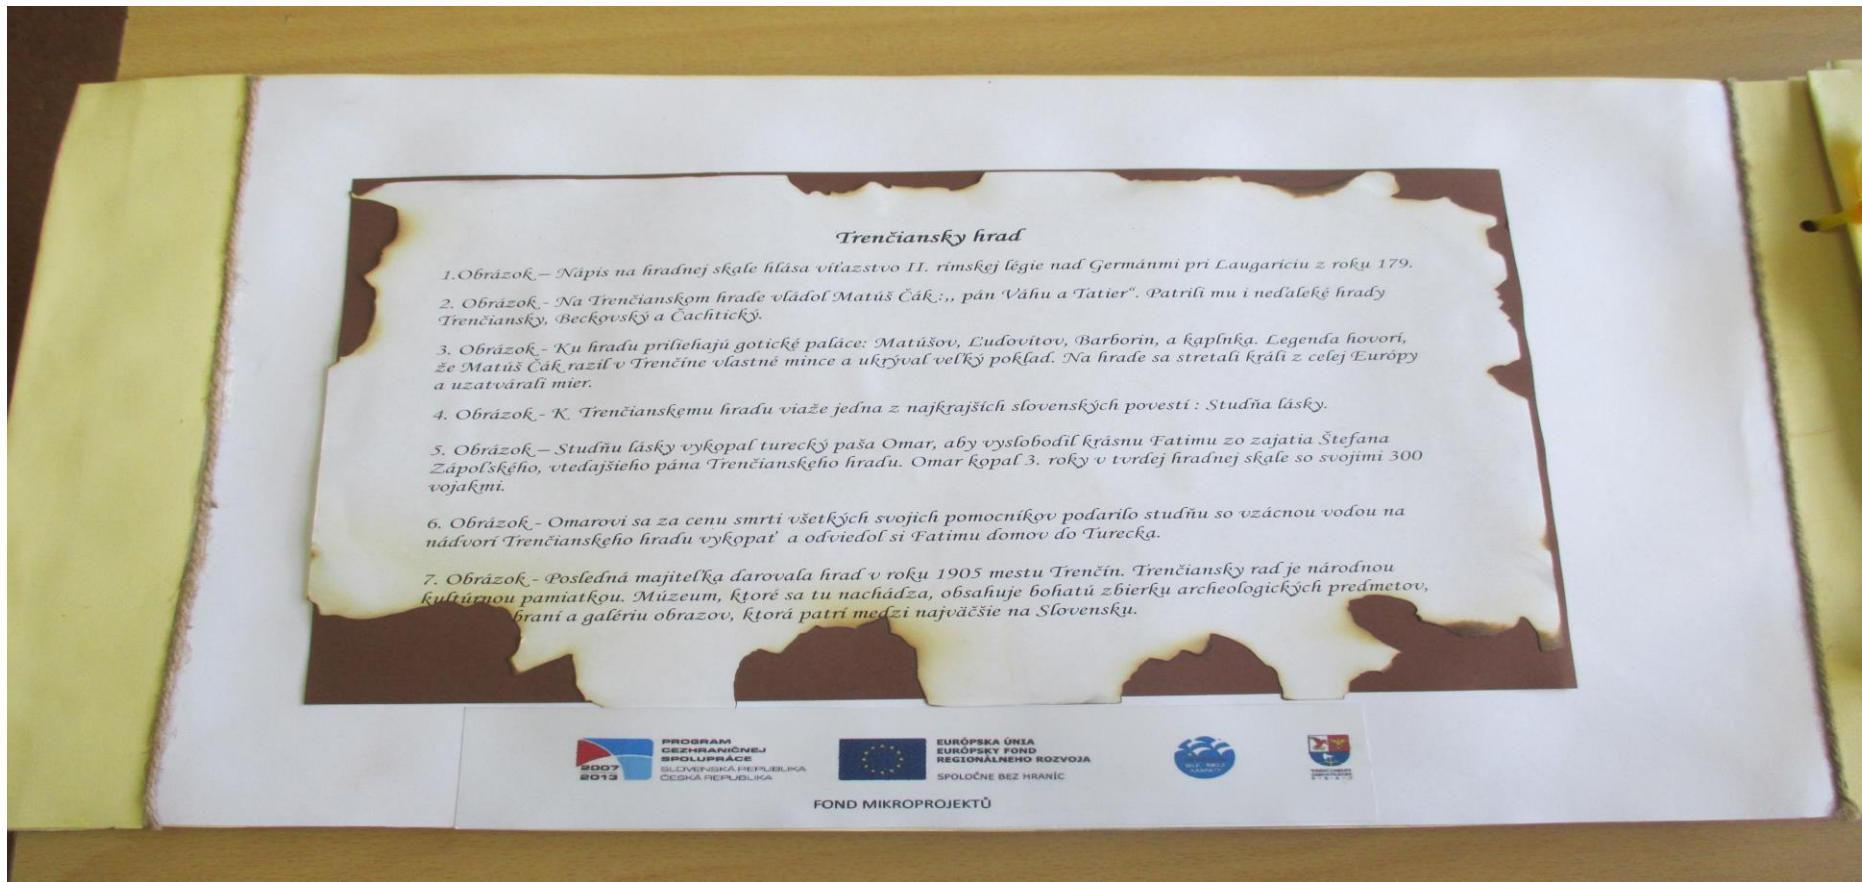 Trenčiansky hrad
1.Obrázok – Nápis na hradnej skale hlása víťazstvo II. rímskej légie nad Germánmi pri Laugaríciu z roku 179.
2. Obrázok - Na Trenčianskom hrade vládol Matúš Čák :,, pán Váhu a Tatier“. Patrili mu i neďaleké hrady
Trenčiansky, Beckovský a Čachtický.
3. Obrázok - Ku hradu priliehajú gotické paláce: Matúšov, Ľudovítov, Barborin, a kaplnka. Legenda hovorí,
že Matúš Čák razil v Trenčíne vlastné mince a ukrýval veľký poklad. Na hrade sa stretali králi z celej Európy
a uzatvárali mier.
4. Obrázok - K Trenčianskemu hradu viaže jedna z najkrajších slovenských povestí : Studňa lásky.
5. Obrázok – Studňu lásky vykopal turecký paša Omar, aby vyslobodil krásnu Fatimu zo zajatia Štefana
Zápoľského, vtedajšieho pána Trenčianskeho hradu. Omar kopal 3. roky v tvrdej hradnej skale so svojimi 300
vojakmi.
6. Obrázok - Omarovi sa za cenu smrti všetkých svojich pomocníkov podarilo studňu so vzácnou vodou na
nádvorí Trenčianskeho hradu vykopať a odviedol si Fatimu domov do Turecka.
7. Obrázok - Posledná majiteľka darovala hrad v roku 1905 mestu Trenčín. Trenčiansky rad je národnou
kultúrnou pamiatkou. Múzeum, ktoré sa tu nachádza, obsahuje bohatú zbierku archeologických predmetov,
braní a galériu obrazov, ktorá patrí medzi najväčšie na Slovensku.
2007
2013
PROGRAM
CEZHRANIČNEJ
SPOLUPRÁCE
SLOVENSKÁ REPUBLIKA
ČESKÁ REPUBLIKA
EURÓPSKA ÚNIA
EURÓPSKY FOND
REGIONÁLNEHO ROZVOJA
SPOLOČNE BEZ HRANÍC
FOND MIKROPROJEKTŮ